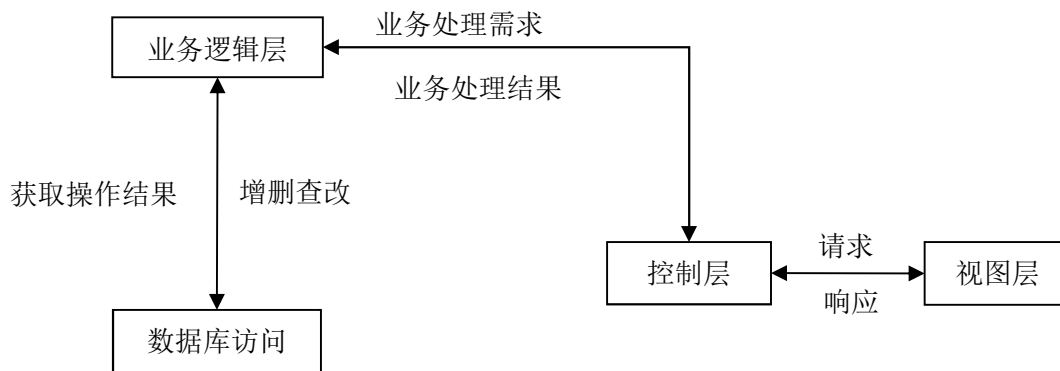 业务逻辑层
业务处理需求
业务处理结果
获取操作结果
增删查改
控制层
请求
响应
视图层
数据库访问